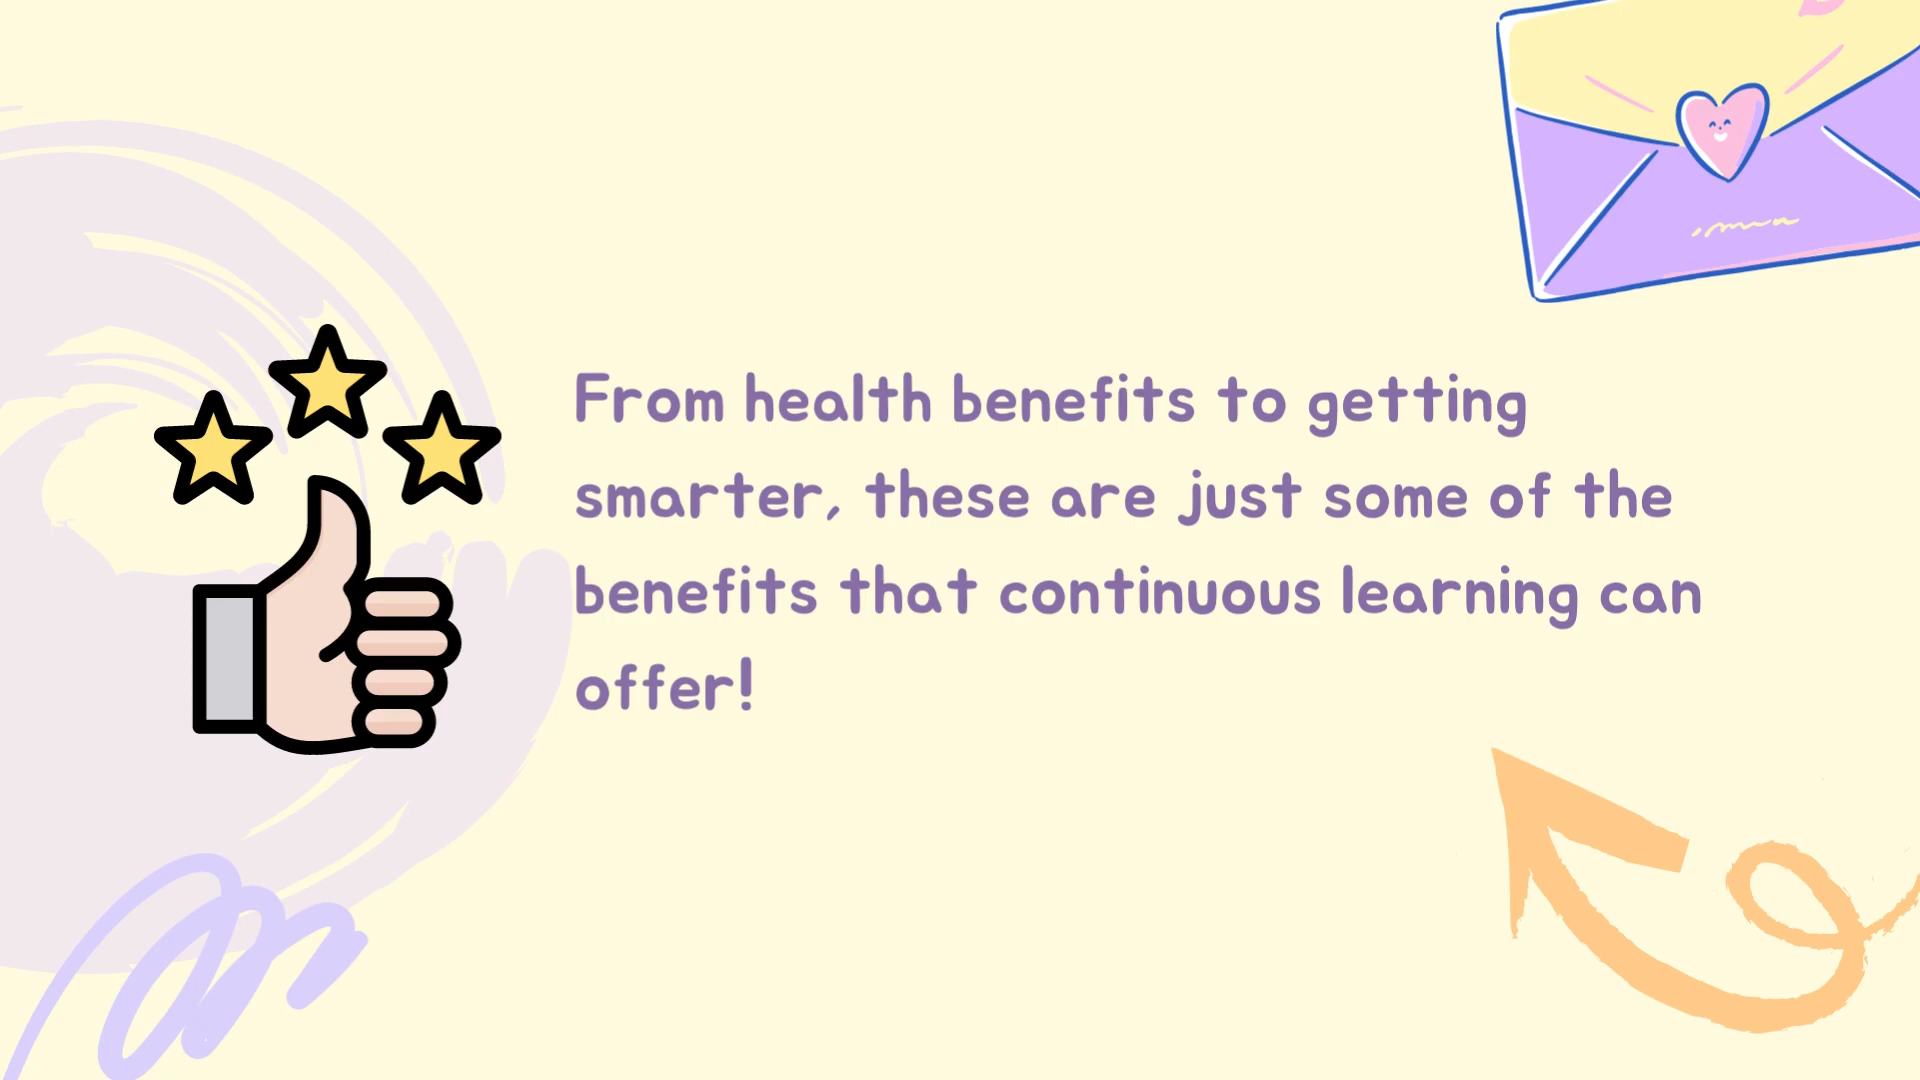 From health benefits to getting
smarter, these are just some of the
benefits that continuous learning can
offer!